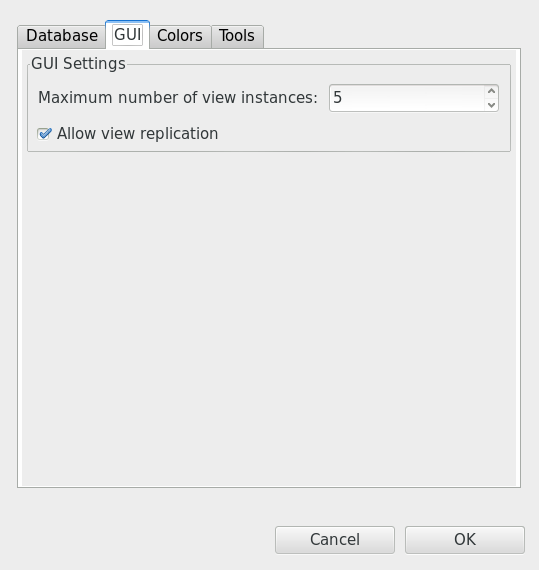 Database GUI Colors Tools
GUI Settings
Maximum number of view instances: 5
Allow view replication
Cancel OK